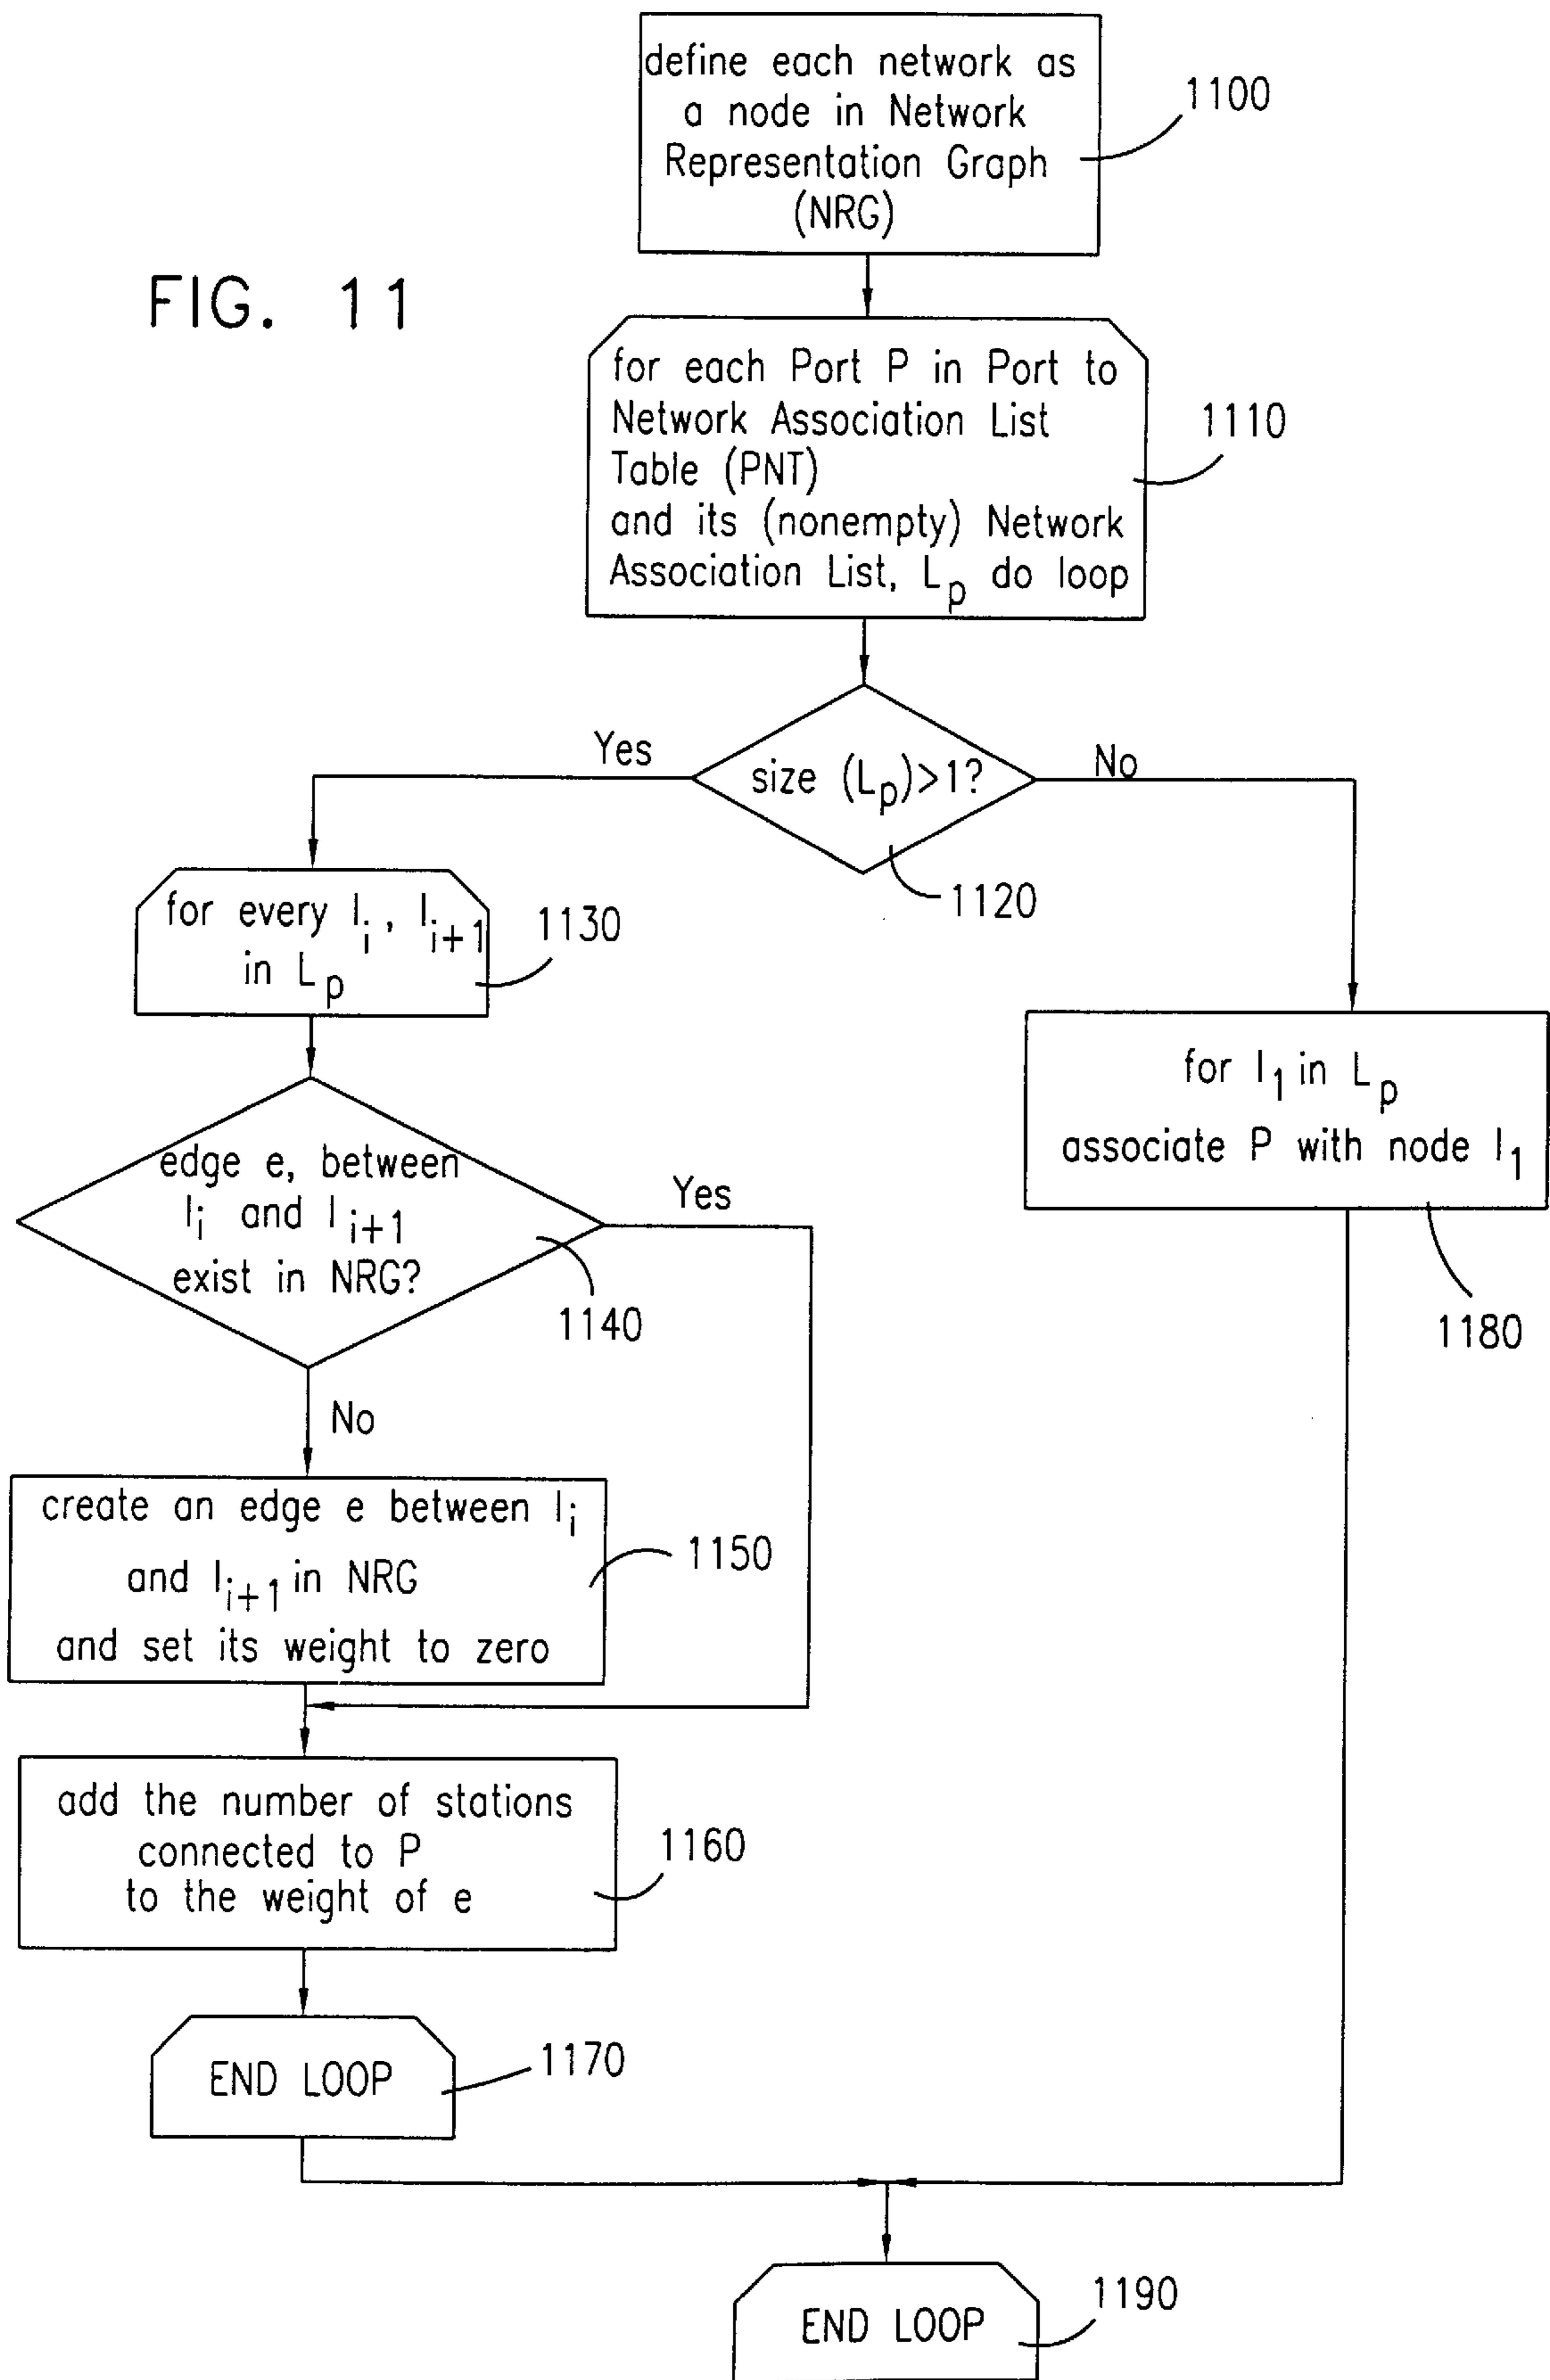 define each network as
a node in Network
Representation Graph
(NRG)
1100
FIG. 11
for each Port P in Port to
Network Association List
Table (PNT)
and its (nonempty) Network
Association List, Lp do loop
1110
Yes
size (Lp)>1?
No
1120
for every li, li+1
in Lp
1130
for l1 in Lp
associate P with node l1
1180
edge e, between
li and li+1
exist in NRG?
Yes
1140
No
create an edge e between li
and li+1 in NRG
and set its weight to zero
1150
add the number of stations
connected to P
to the weight of e
1160
END LOOP
1170
END LOOP
1190